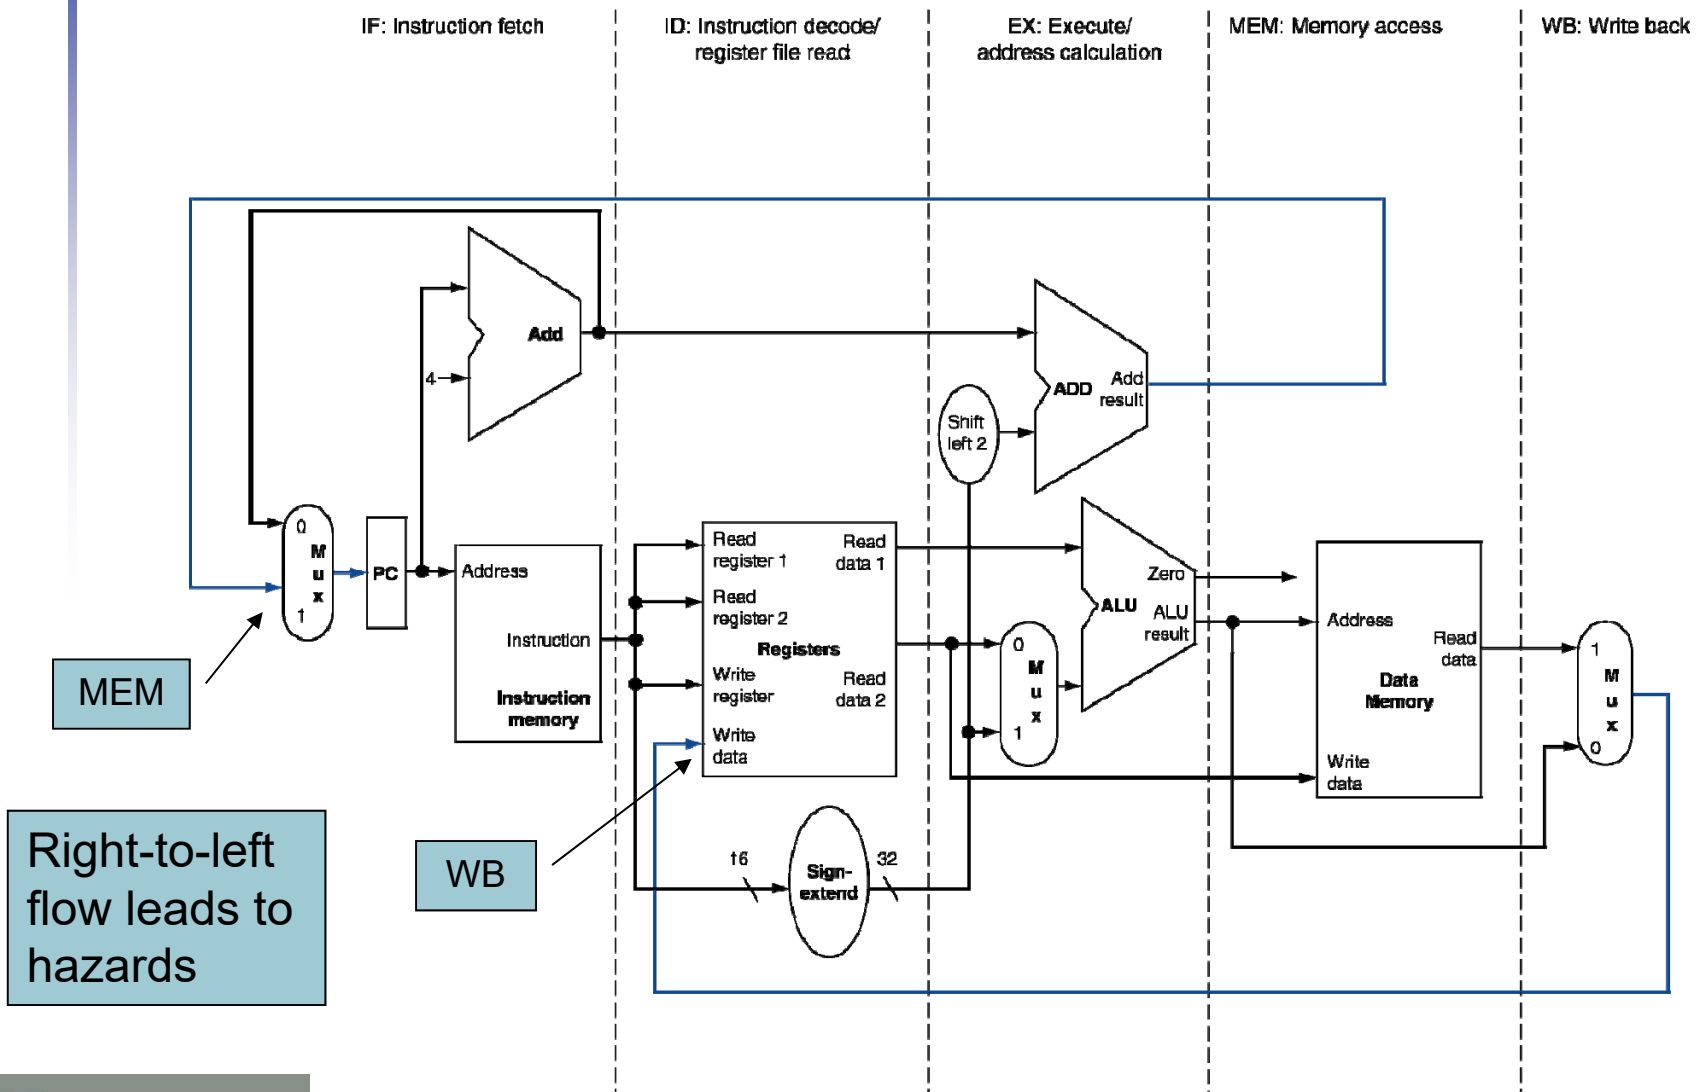 IF: Instruction fetch
ID: Instruction decode/
register file read
EX: Execute/
address calculation
MEM: Memory access
WB: Write back
Add
4
ADD
Add
result
Shift
left 2
0
M
u
x
1
PC
Address
Instruction
Instruction
memory
Read
register 1
Read
data 1
Read
register 2
Registers
Write
register
Read
data 2
Write
data
0
M
u
x
1
Zero
ALU
ALU
result
Address
Read
data
Data
Memory
Write
data
1
M
u
x
0
MEM
WB
16
Sign-
extend
32
Right-to-left
flow leads to
hazards